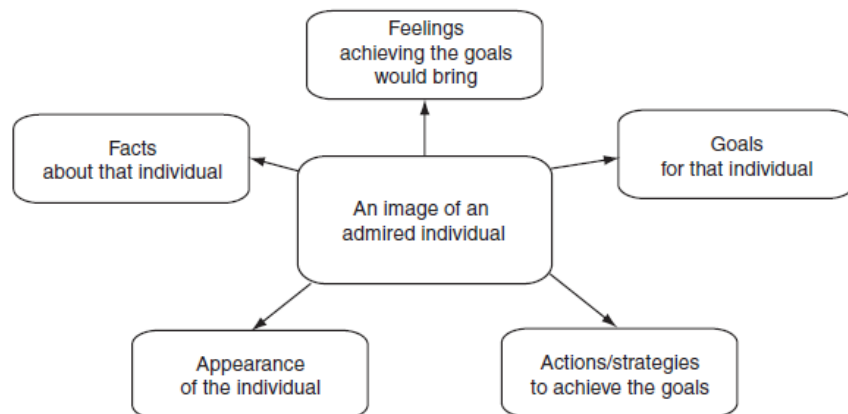 Feelings
achieving the goals
would bring
Facts
about that individual
Goals
for that individual
An image of an
admired individual
Appearance
of the individual
Actions/strategies
to achieve the goals